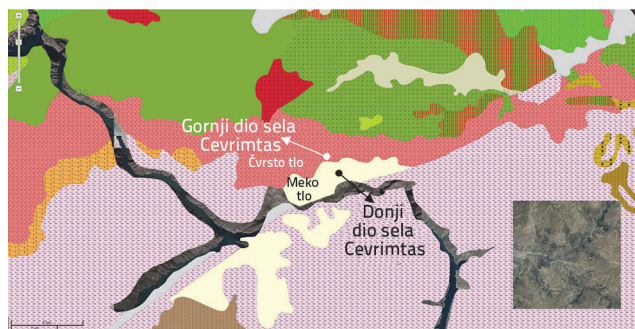 Gornji dio sela
Cevrimtas
Čvrsto tlo
Meko
tlo
Donji
dio sela
Cevrimtas